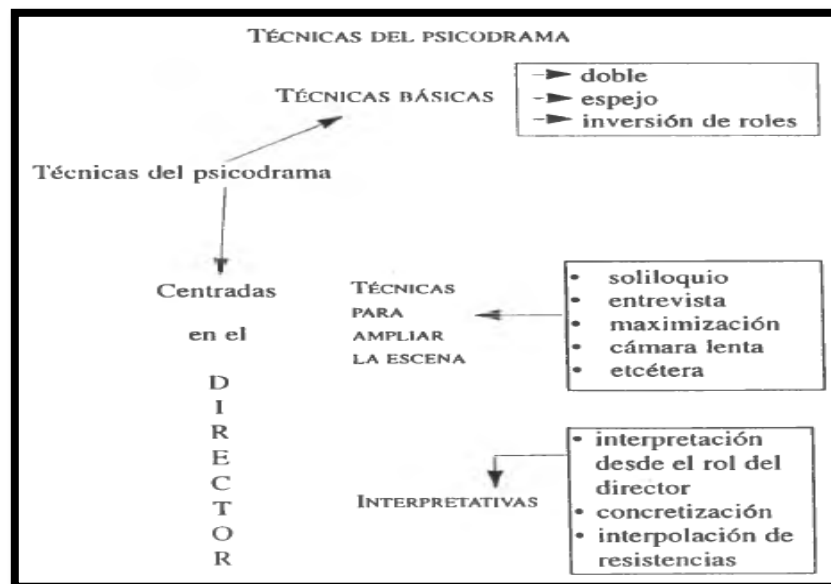 TÉCNICAS DEL PSICODRAMA
TÉCNICAS BÁSICAS
doble
espejo
inversión de roles
Técnicas del psicodrama
Centradas
en el
D
I
R
E
C
T
O
R
TÉCNICAS
PARA
AMPLIAR
LA ESCENA
• soliloquio
• entrevista
• maximización
• cámara lenta
• etcétera
INTERPRETATIVAS
• interpretación
desde el rol del
director
• concretización
• interpolación de
resistencias